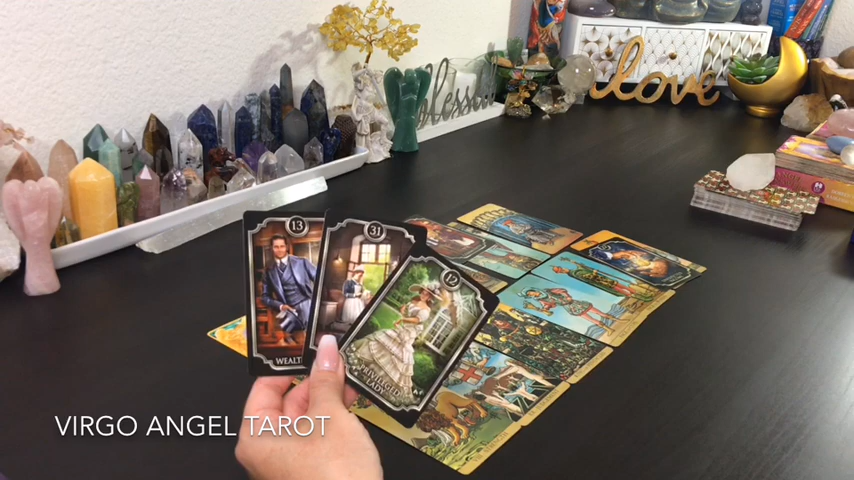 blessed
love
13
WEALT
31
12
PRIVILEGED
LADY
VIRGO ANGEL TAROT